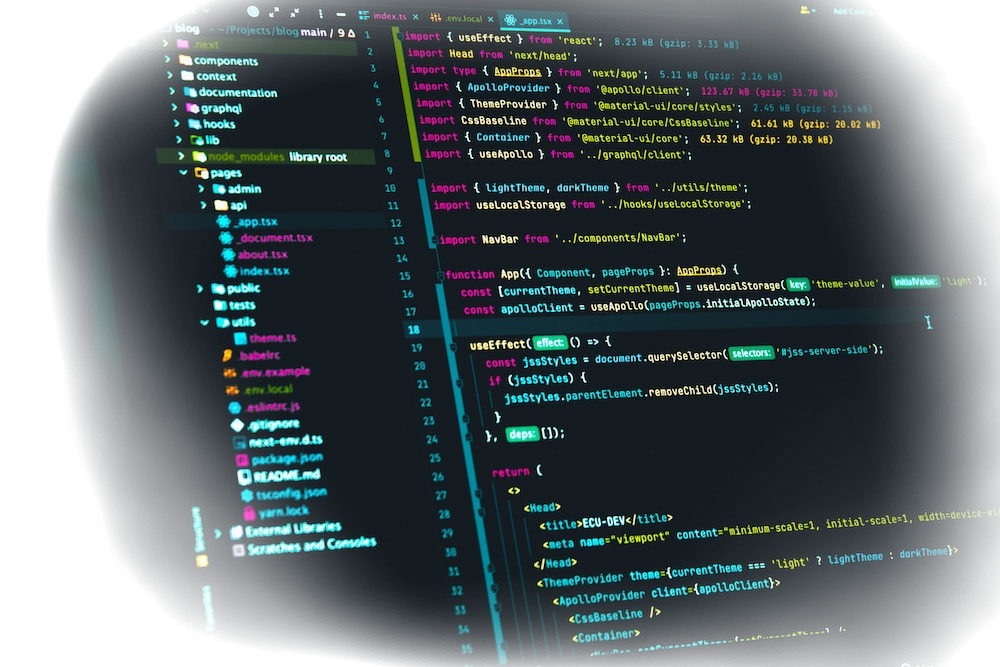 index.ts × .env.local × _app.tsx ×
blog ~/Projects/blog main / 9 Δ
.next
components
context
documentation
graphql
hooks
lib
node_modules library root
pages
admin
api
_app.tsx
_document.tsx
about.tsx
index.tsx
public
tests
utils
theme.ts
.babelrc
.env.example
.env.local
.eslintrc.js
.gitignore
next-env.d.ts
package.json
README.md
tsconfig.json
yarn.lock
External Libraries
Scratches and Consoles
Structure
1 import { useEffect } from 'react'; 8.23 kB (gzip: 3.33 kB)
2 import Head from 'next/head';
3 import type { AppProps } from 'next/app'; 5.11 kB (gzip: 2.16 kB)
4 import { ApolloProvider } from '@apollo/client'; 123.67 kB (gzip: 33.78 kB)
5 import { ThemeProvider } from '@material-ui/core/styles'; 2.45 kB (gzip: 1.15 kB)
6 import CssBaseline from '@material-ui/core/CssBaseline'; 61.61 kB (gzip: 20.02 kB)
7 import { Container } from '@material-ui/core'; 63.32 kB (gzip: 20.38 kB)
8 import { useApollo } from '../graphql/client';
9
10 import { lightTheme, darkTheme } from '../utils/theme';
11 import useLocalStorage from '../hooks/useLocalStorage';
12
13 import NavBar from '../components/NavBar';
14
15 function App({ Component, pageProps }: AppProps) {
16 const [currentTheme, setCurrentTheme] = useLocalStorage( key: 'theme-value', initialValue: 'light');
17 const apolloClient = useApollo(pageProps.initialApolloState);
18
19 useEffect( effect: () => {
20 const jssStyles = document.querySelector( selectors: '#jss-server-side');
21 if (jssStyles) {
22 jssStyles.parentElement.removeChild(jssStyles);
23 }
24 }, deps: []);
25
26 return (
27 <>
28 <Head>
29 <title>ECU-DEV</title>
30 <meta name="viewport" content="minimum-scale=1, initial-scale=1, width=device-wi
31 </Head>
32 <ThemeProvider theme={currentTheme === 'light' ? lightTheme : darkTheme}>
33 <ApolloProvider client={apolloClient}>
34 <CssBaseline />
35 <Container>